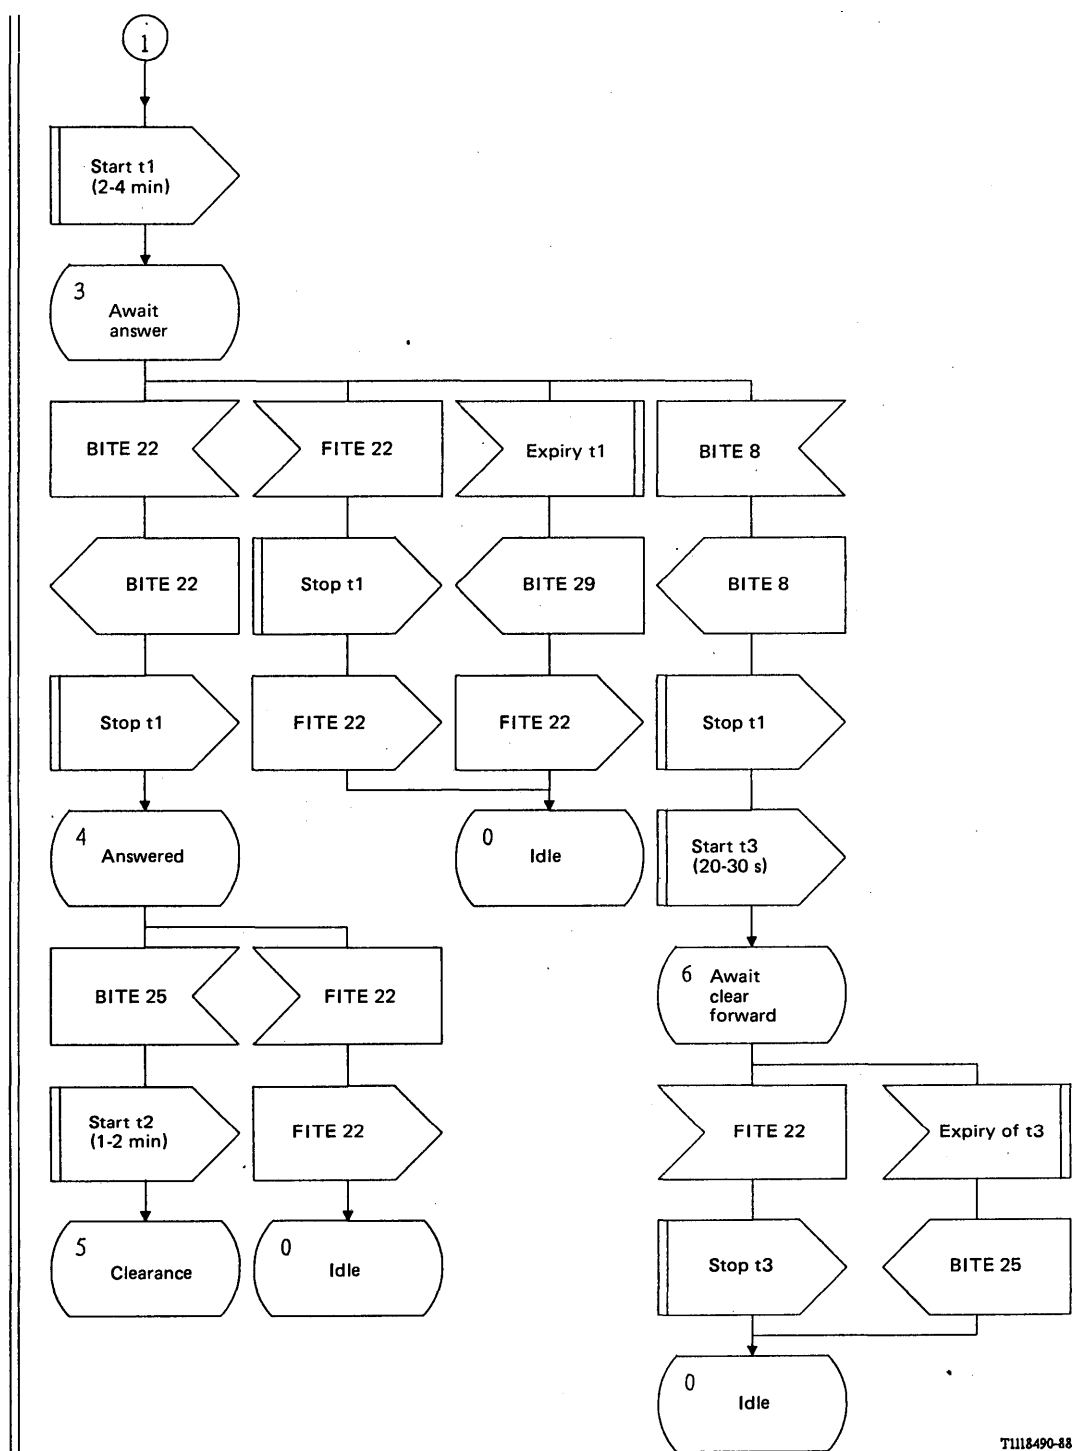 1
Start t1
(2-4 min)
3
Await
answer
BITE 22
FITE 22
Expiry t1
BITE 8
BITE 22
Stop t1
BITE 29
BITE 8
Stop t1
FITE 22
FITE 22
Stop t1
4
Answered
0
Idle
Start t3
(20-30 s)
BITE 25
FITE 22
6
Await
clear
forward
Start t2
(1-2 min)
FITE 22
FITE 22
Expiry of t3
5
Clearance
0
Idle
Stop t3
BITE 25
0
Idle
T1118490-88